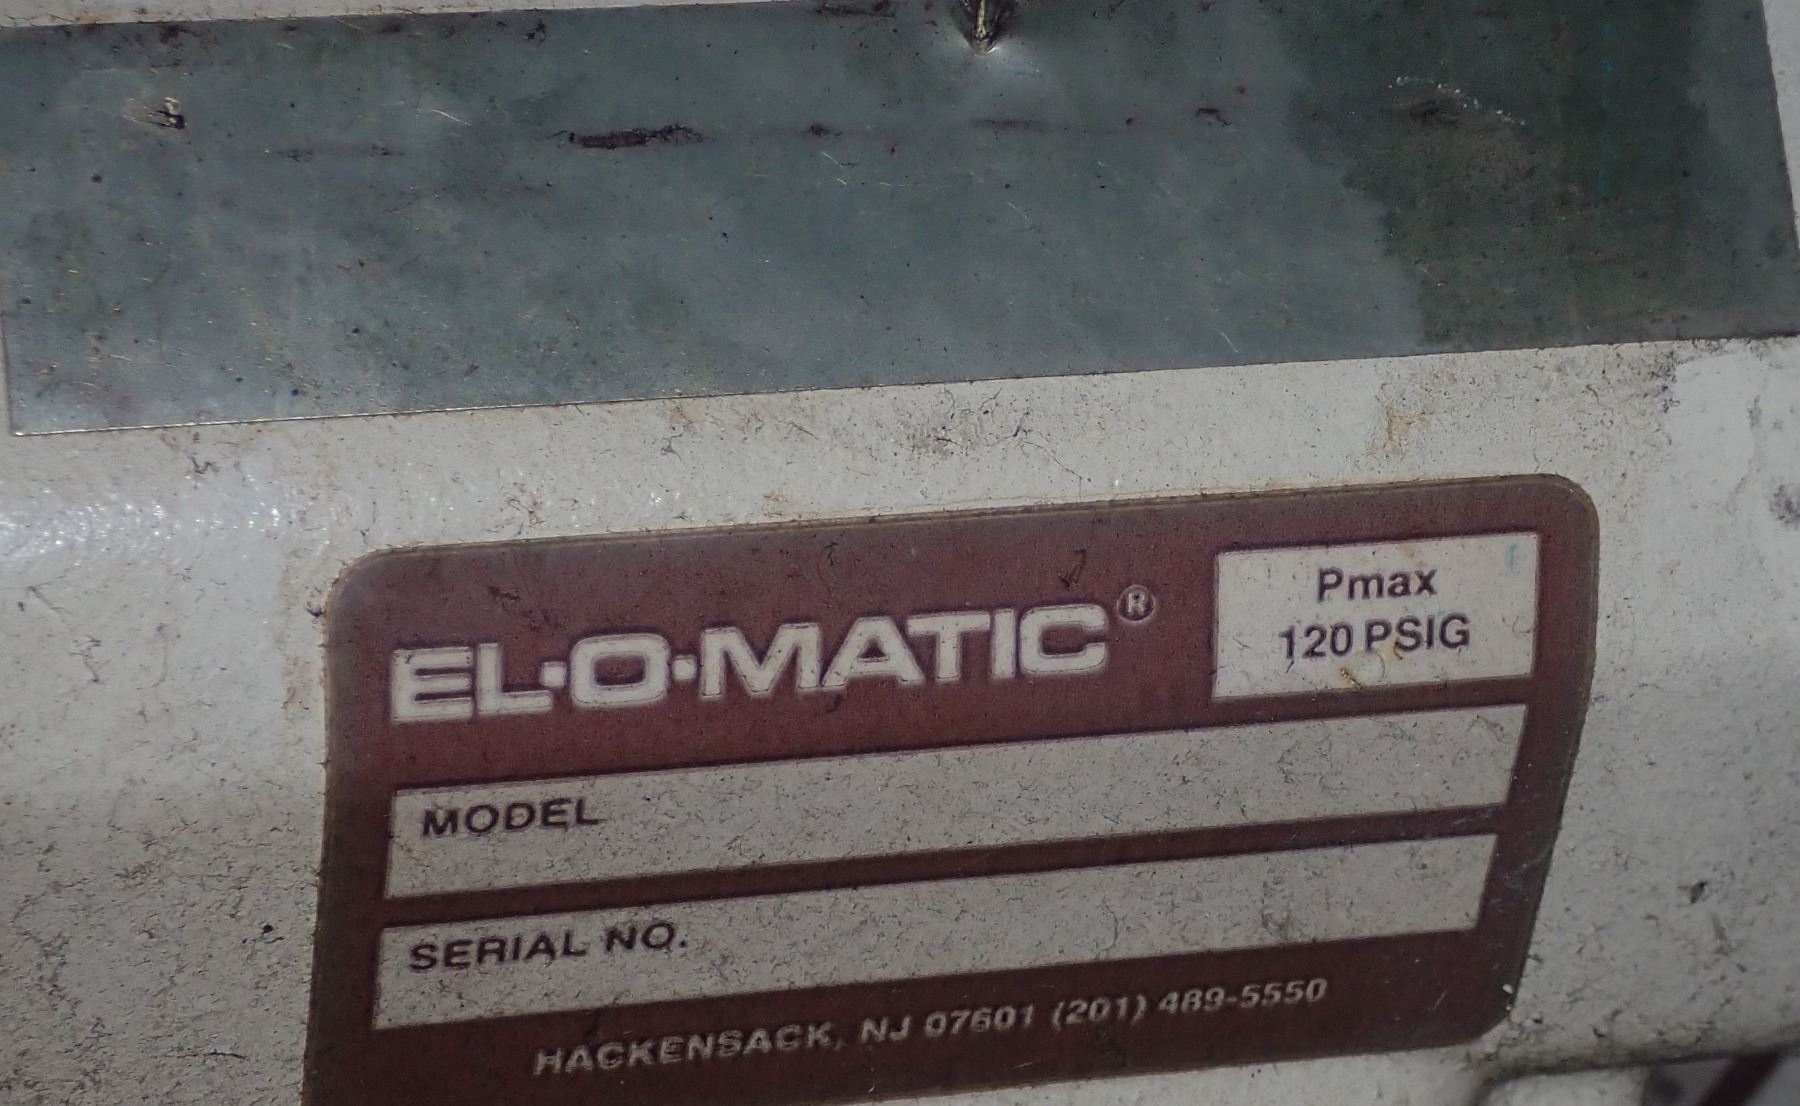 EL·O·MATIC®
Pmax
120 PSIG
MODEL
SERIAL NO.
HACKENSACK, NJ 07601 (201) 489-5550